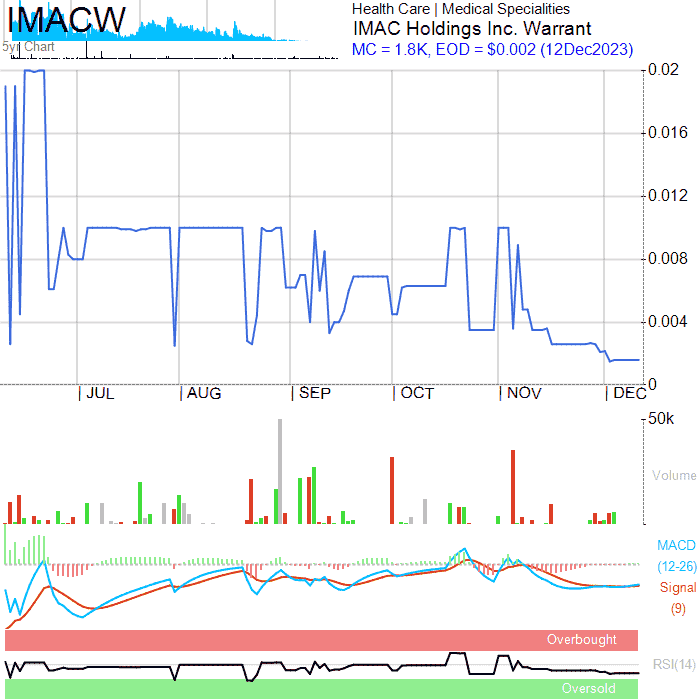 IMACW
5yr Chart
Health Care | Medical Specialities
IMAC Holdings Inc. Warrant
MC = 1.8K, EOD = $0.002 (12Dec2023)
0.02
0.016
0.012
0.008
0.004
0
| JUL | AUG | SEP | OCT | NOV | DEC
50k
Volume
MACD
(12-26)
Signal
(9)
Overbought
RSI(14)
Oversold